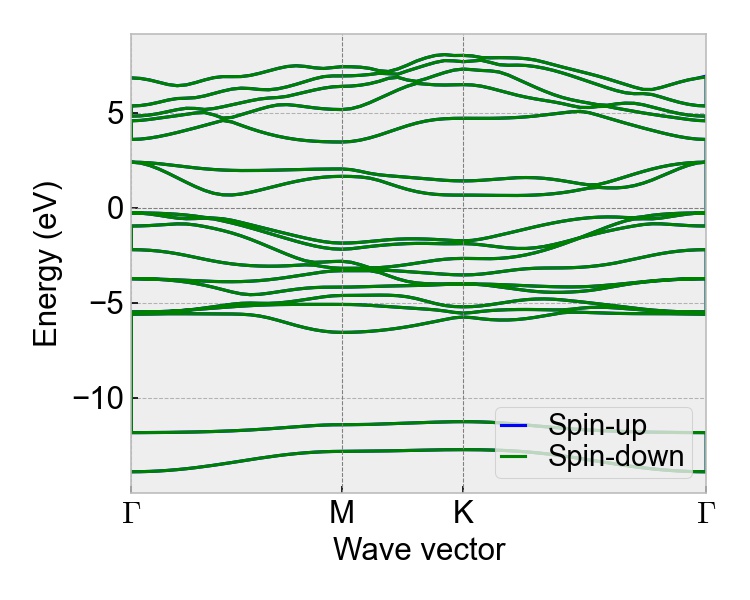 5
0
−5
−10
Energy (eV)
Spin-up
Spin-down
Γ M K Γ
Wave vector